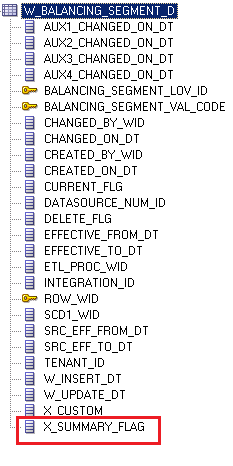 W_BALANCING_SEGMENT_D
AUX1_CHANGED_ON_DT
AUX2_CHANGED_ON_DT
AUX3_CHANGED_ON_DT
AUX4_CHANGED_ON_DT
BALANCING_SEGMENT_LOV_ID
BALANCING_SEGMENT_VAL_CODE
CHANGED_BY_WID
CHANGED_ON_DT
CREATED_BY_WID
CREATED_ON_DT
CURRENT_FLG
DATASOURCE_NUM_ID
DELETE_FLG
EFFECTIVE_FROM_DT
EFFECTIVE_TO_DT
ETL_PROC_WID
INTEGRATION_ID
ROW_WID
SCD1_WID
SRC_EFF_FROM_DT
SRC_EFF_TO_DT
TENANT_ID
W_INSERT_DT
W_UPDATE_DT
X_CUSTOM
X_SUMMARY_FLAG